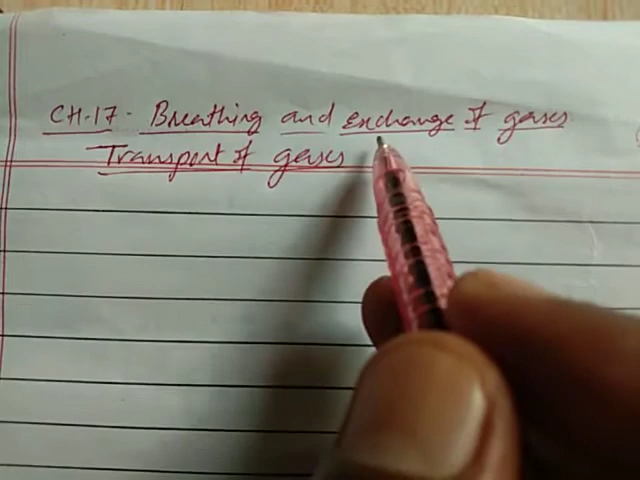 CH.17 - Breathing and exchange of gases
Transport of gases